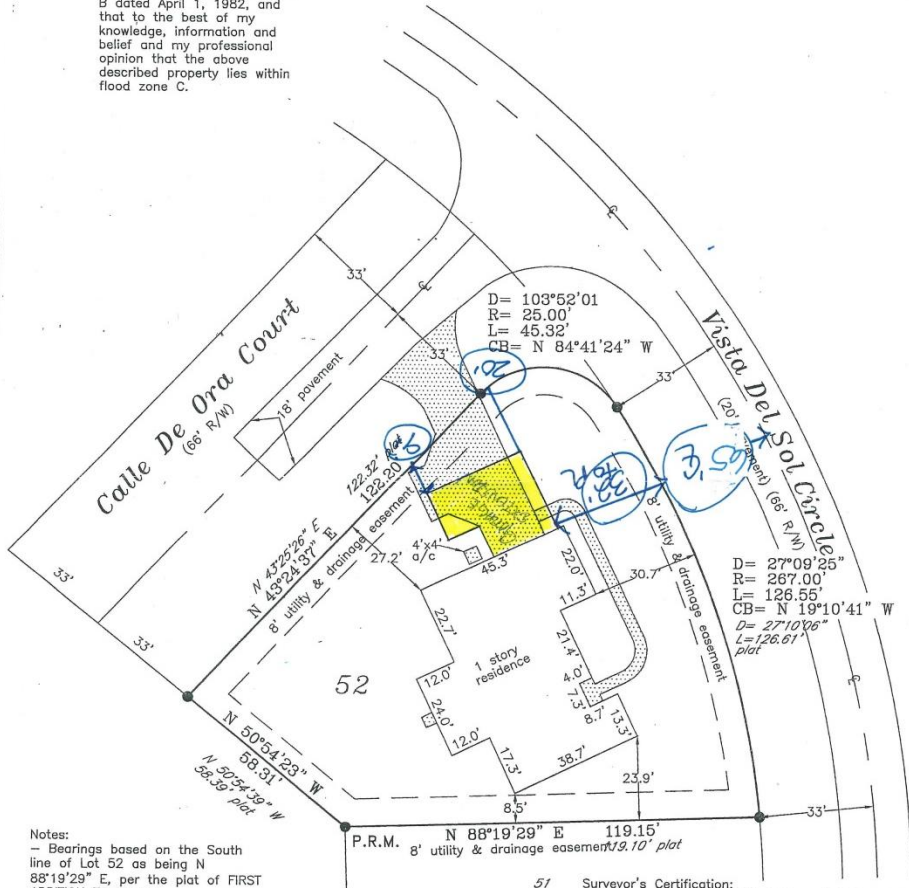 B dated April 1, 1982, and
that to the best of my
knowledge, information and
belief and my professional
opinion that the above
described property lies within
flood zone C.
Calle De Ora Court
(66' R/W)
18' pavement
33'
33'
33'
33'
D= 103°52'01
R= 25.00'
L= 45.32'
CB= N 84°41'24" W
Vista Del Sol Circle
(66' R/W)
33'
20'
9'
32'
65'
122.32' plat
122.20'
N 43°25'26" E
N 43°24'37" E
8' utility & drainage easement
27.2'
4'x4'
a/c
45.3'
22.0'
11.3'
30.7'
8' utility & drainage easement
D= 27°09'25"
R= 267.00'
L= 126.55'
CB= N 19°10'41" W
D= 27°10'06"
L=126.61'
plat
22.7'
21.4'
4.0'
7.3'
8.7'
13.3'
1 story
residence
12.0'
24.0'
12.0'
17.3'
38.7'
23.9'
8.5'
52
N 50°54'23" W
58.31'
N 50°54'39" W
58.39' plat
33'
P.R.M.
N 88°19'29" E 119.15'
8' utility & drainage easement 119.10' plat
Notes:
– Bearings based on the South
line of Lot 52 as being N
88°19'29" E, per the plat of FIRST
51
Surveyor's Certification: